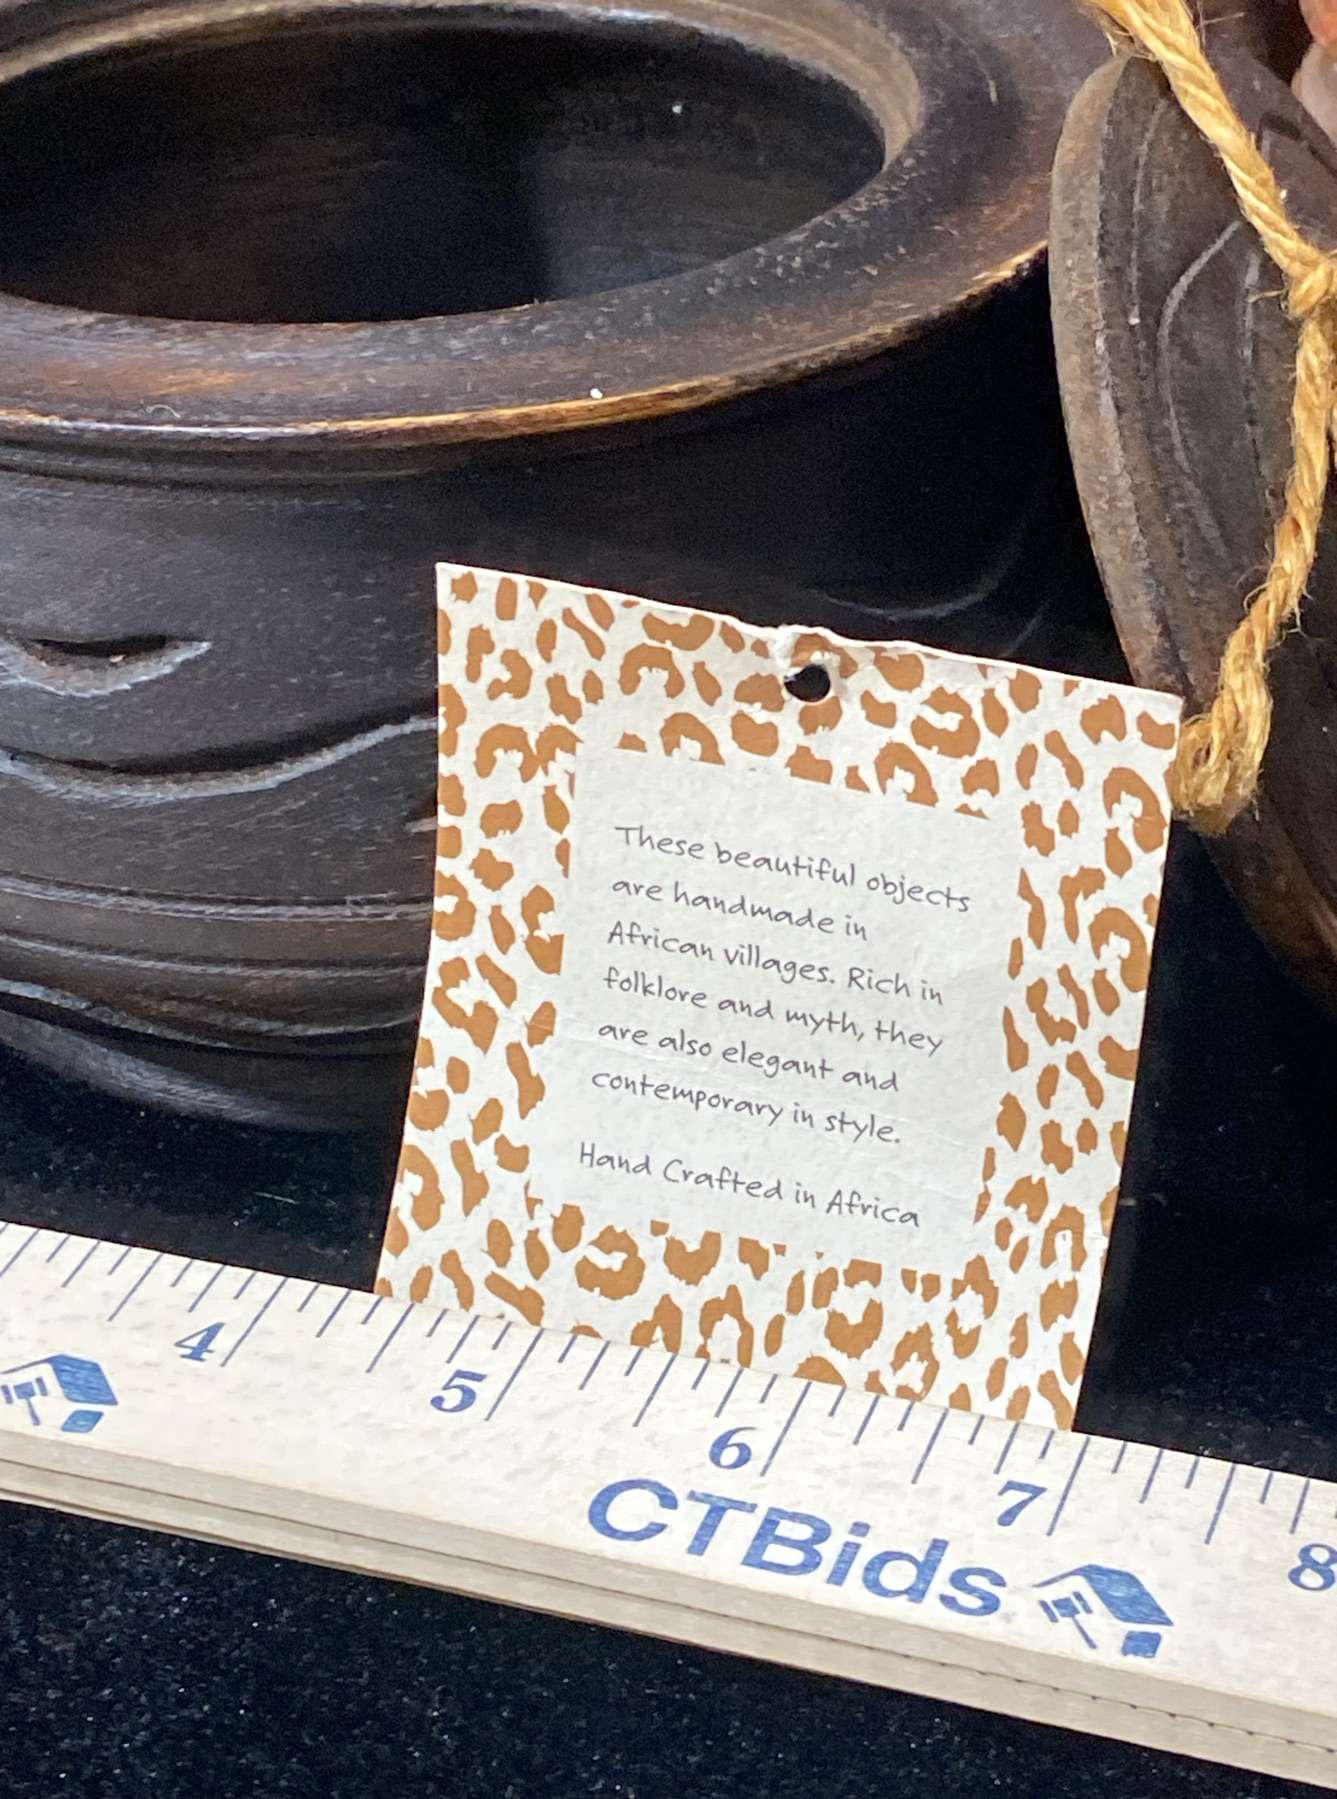 These beautiful objects
are handmade in
African villages. Rich in
folklore and myth, they
are also elegant and
contemporary in style.
Hand Crafted in Africa
4 5 6 7 8
CTBids